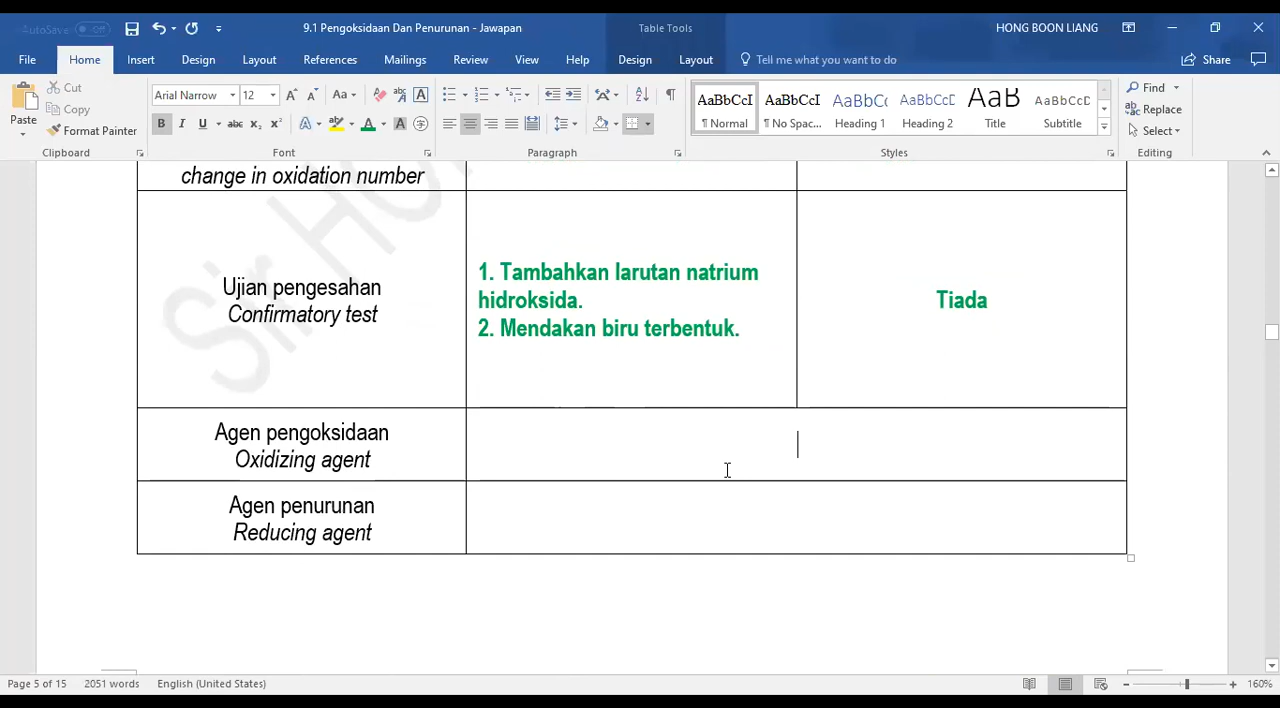 AutoSave Off
9.1 Pengoksidaan Dan Penurunan - Jawapan
Table Tools
HONG BOON LIANG
File Home Insert Design Layout References Mailings Review View Help Design Layout Tell me what you want to do Share
Cut
Copy
Format Painter
Paste
Arial Narrow 12
Find
Replace
Select
AaBbCcI AaBbCcI AaBbCc AaBbCcD AaB AaBbCcD
¶ Normal ¶ No Spac... Heading 1 Heading 2 Title Subtitle
Clipboard Font Paragraph Styles Editing
change in oxidation number
Ujian pengesahan
Confirmatory test
1. Tambahkan larutan natrium
hidroksida.
2. Mendakan biru terbentuk.
Tiada
Agen pengoksidaan
Oxidizing agent
Agen penurunan
Reducing agent
Page 5 of 15 2051 words English (United States) 160%